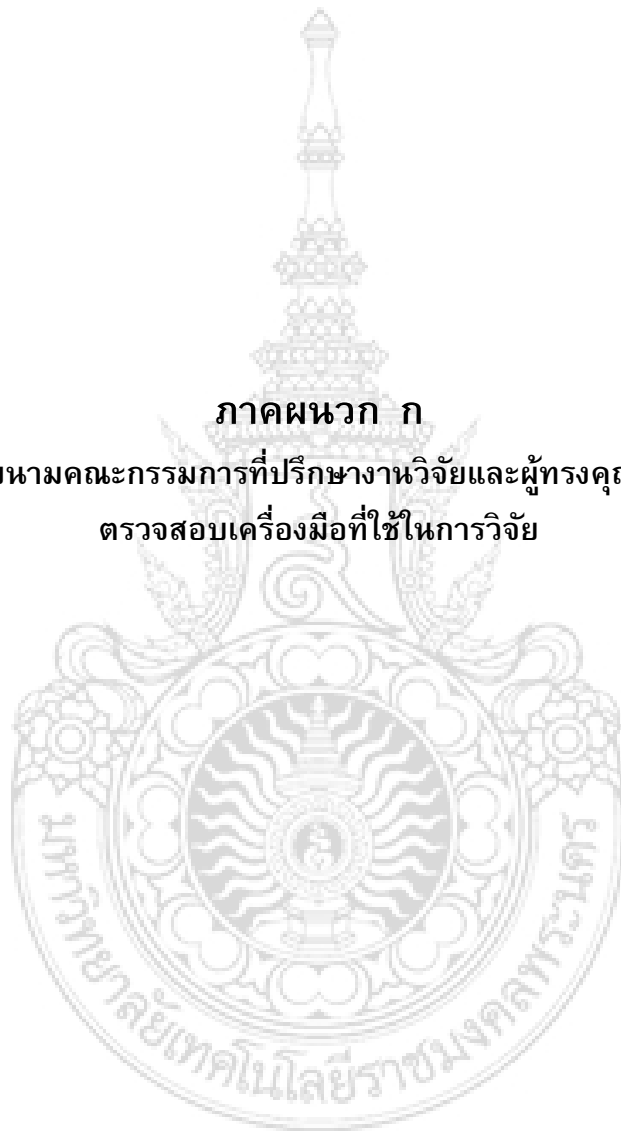 ภาคผนวก ก
นามคณะกรรมการที่ปรึกษางานวิจัยและผู้ทรงคุณ
ตรวจสอบเครื่องมือที่ใช้ในการวิจัย
มหาวิทยาลัยเทคโนโลยีราชมงคลพระนคร